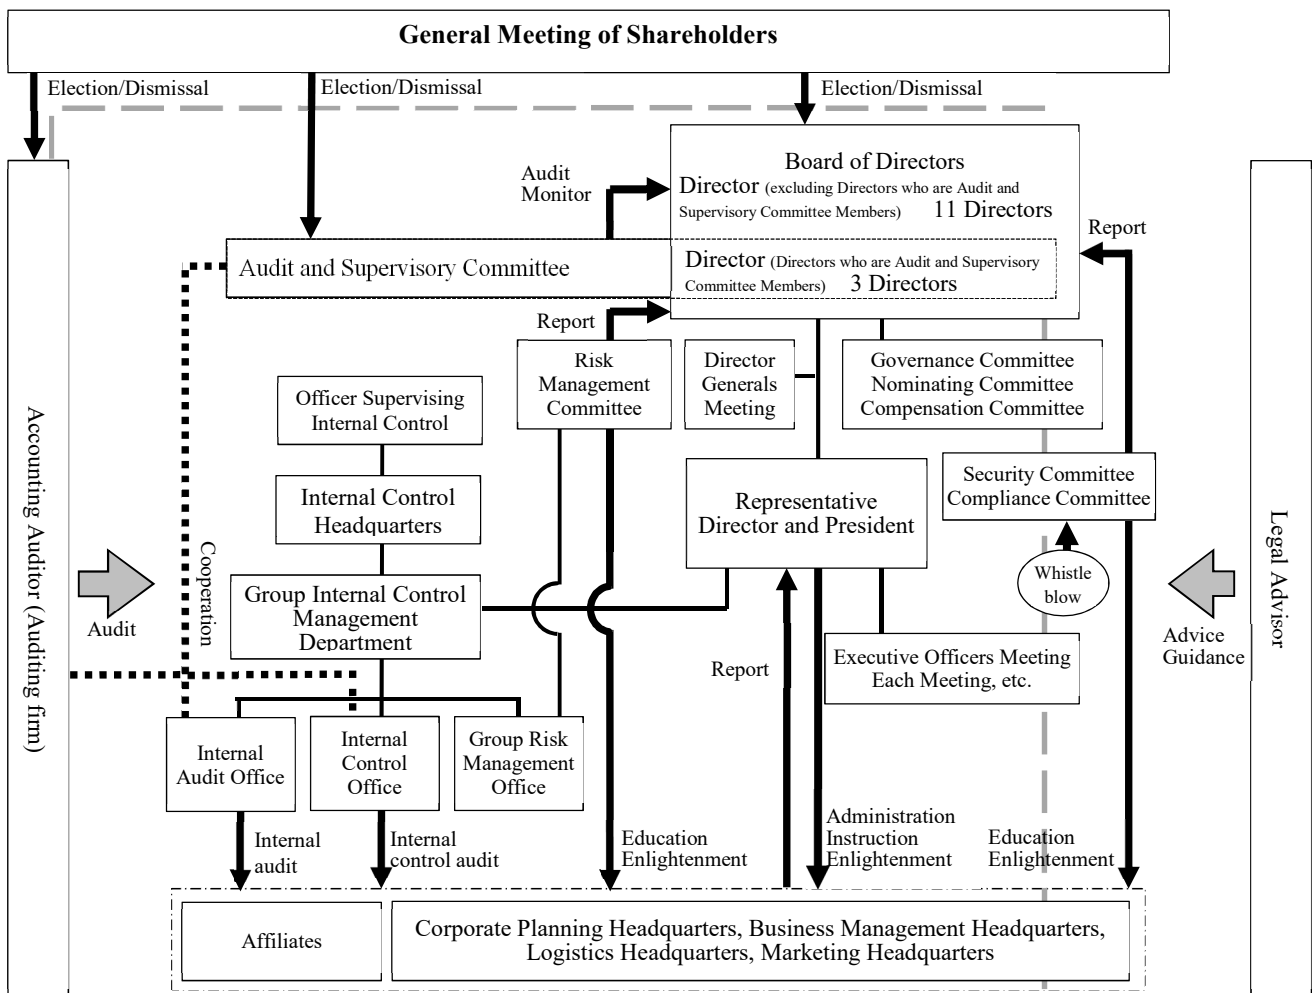 General Meeting of Shareholders
Election/Dismissal
Election/Dismissal
Election/Dismissal
Board of Directors
Director (excluding Directors who are Audit and
Supervisory Committee Members) 11 Directors
Audit
Monitor
Report
Audit and Supervisory Committee
Director (Directors who are Audit and Supervisory
Committee Members) 3 Directors
Report
Risk
Management
Committee
Director
Generals
Meeting
Governance Committee
Nominating Committee
Compensation Committee
Officer Supervising
Internal Control
Internal Control
Headquarters
Representative
Director and President
Security Committee
Compliance Committee
Accounting Auditor (Auditing firm)
Cooperation
Legal Advisor
Whistle
blow
Group Internal Control
Management
Department
Audit
Advice
Guidance
Report
Executive Officers Meeting
Each Meeting, etc.
Internal
Audit Office
Internal
Control
Office
Group Risk
Management
Office
Internal
audit
Internal
control audit
Education
Enlightenment
Administration
Instruction
Enlightenment
Education
Enlightenment
Affiliates
Corporate Planning Headquarters, Business Management Headquarters,
Logistics Headquarters, Marketing Headquarters